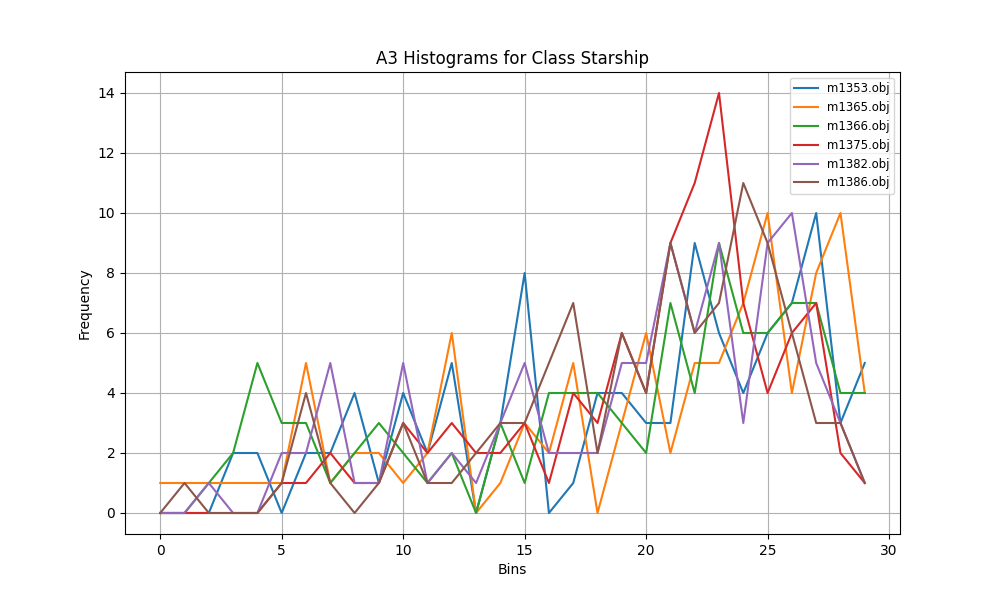 A3 Histograms for Class Starship
14
12
10
8
6
4
2
0
Frequency
0 5 10 15 20 25 30
Bins
m1353.obj
m1365.obj
m1366.obj
m1375.obj
m1382.obj
m1386.obj